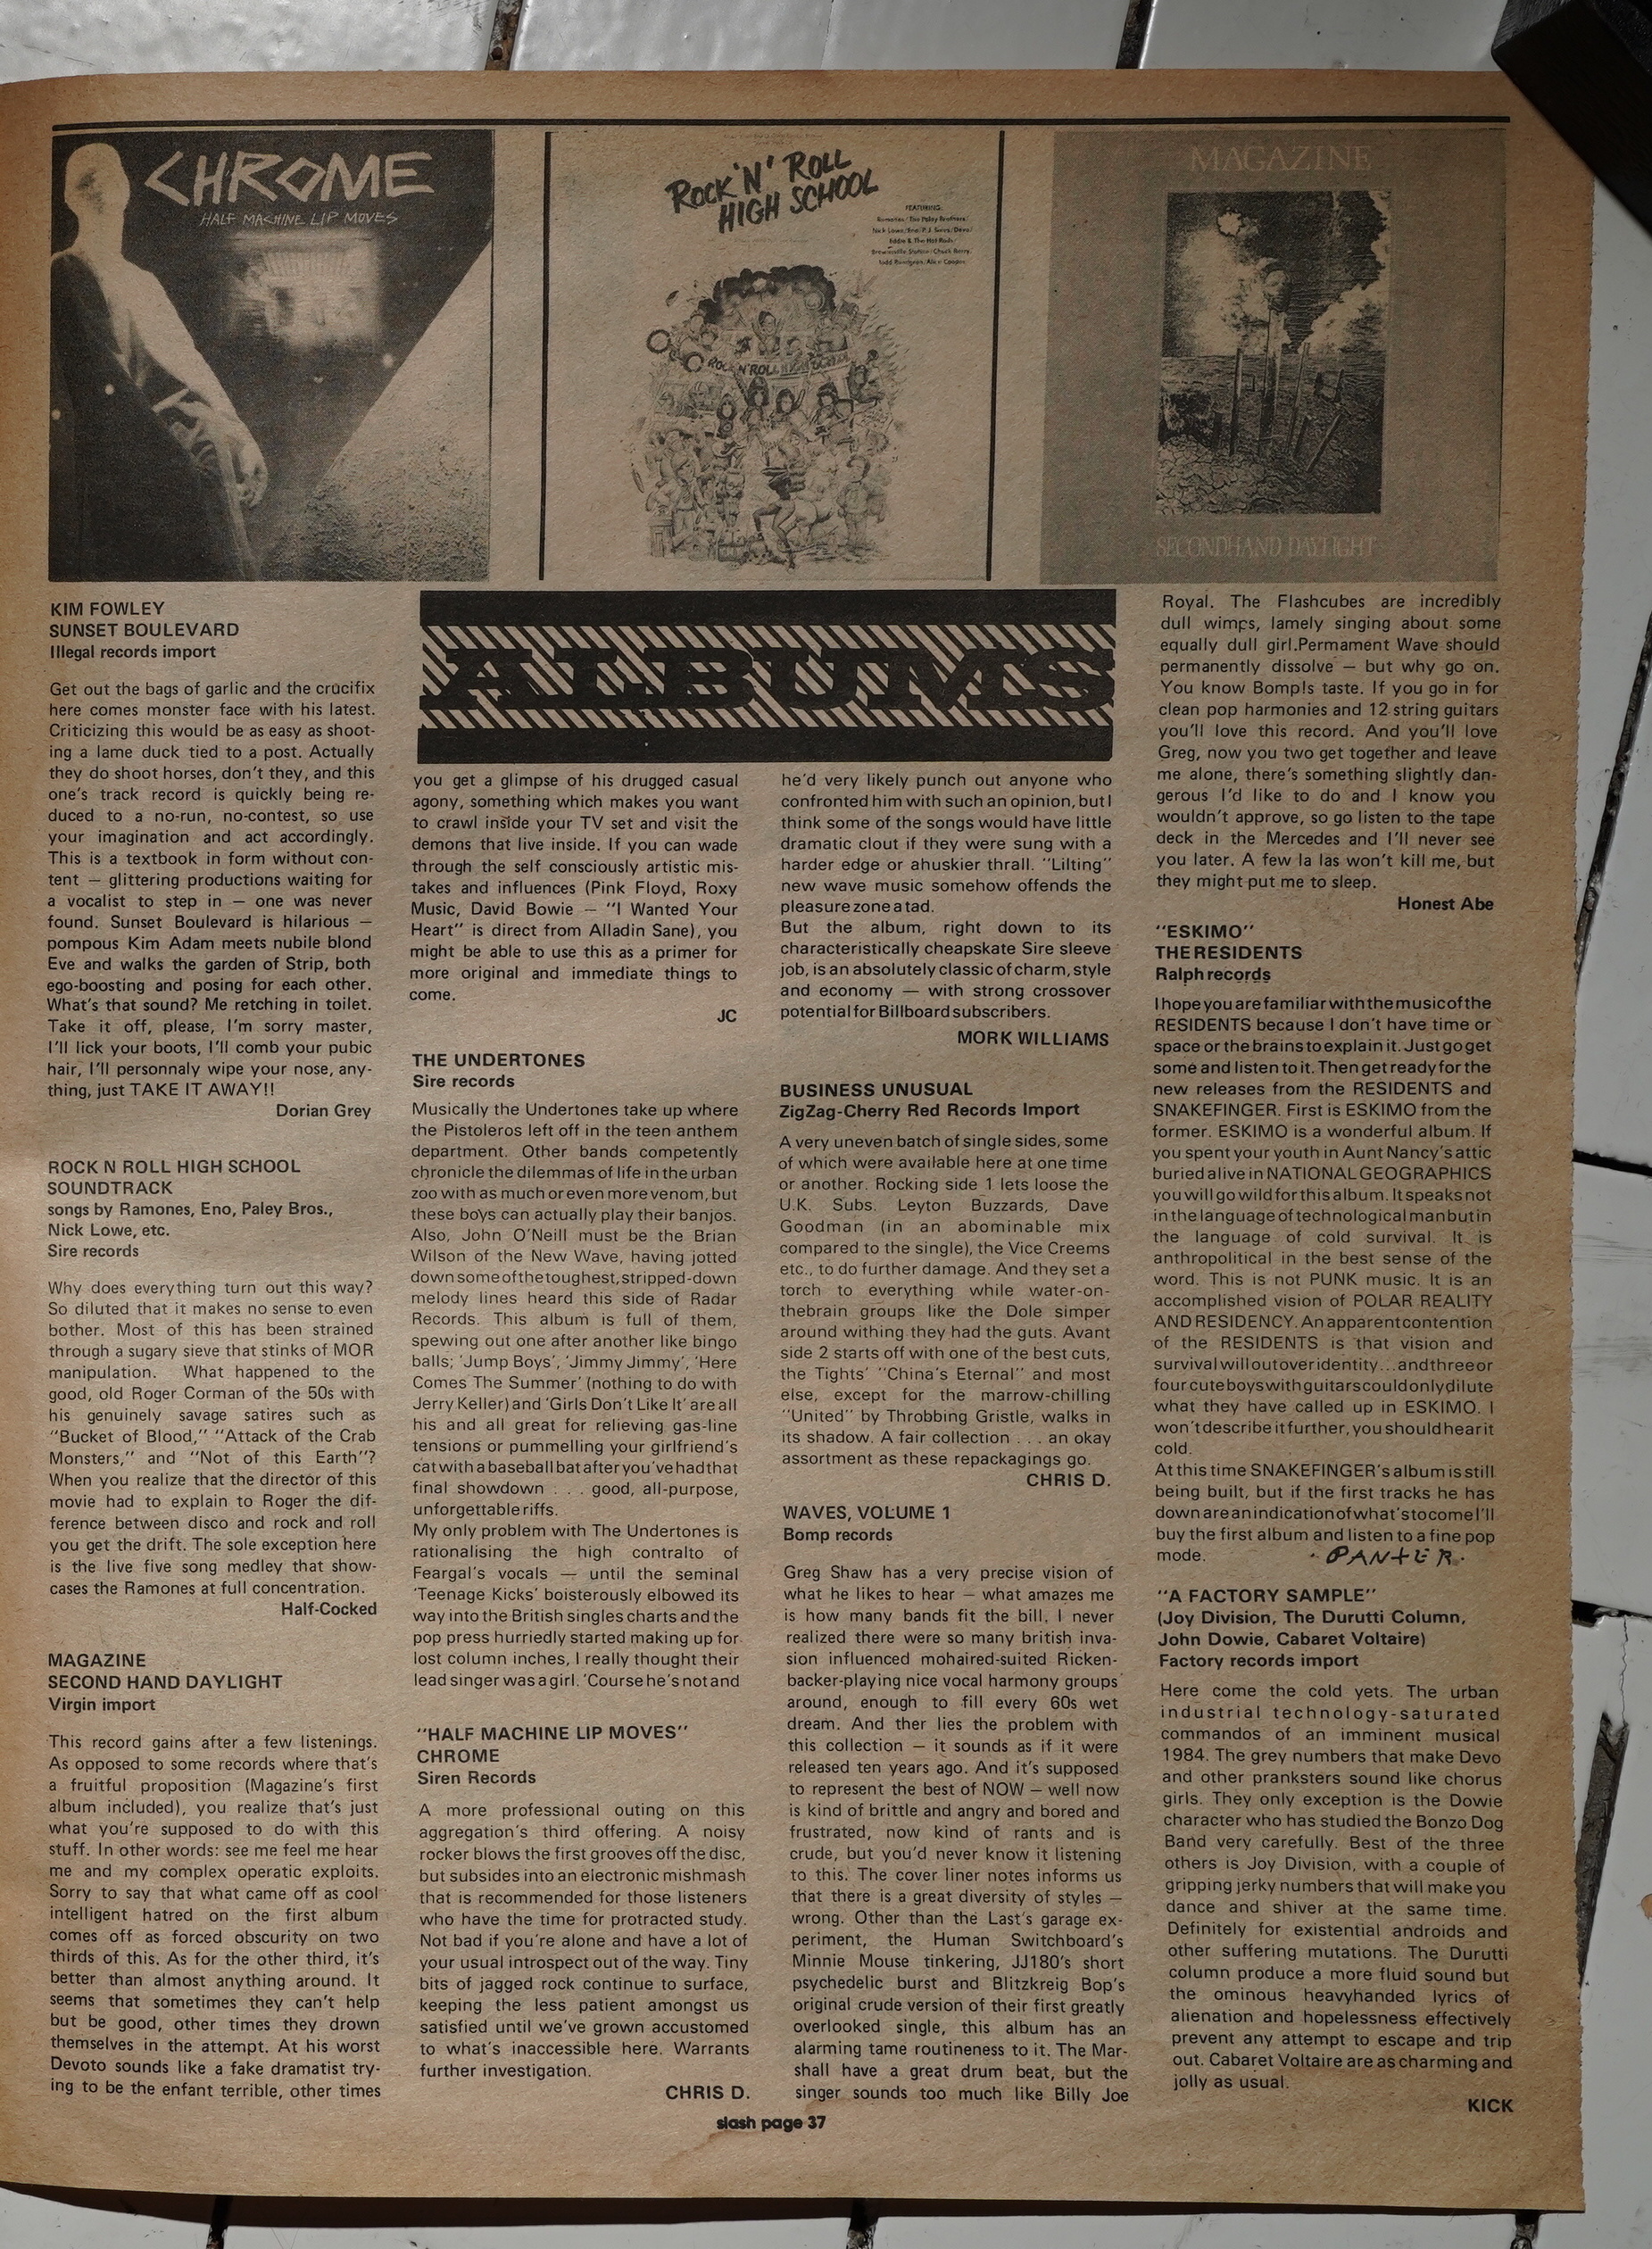 CHROME
HALF MACHINE LIP MOVES
ROCK 'N' ROLL
HIGH SCHOOL
FEATURING:
Ramones/The Paley Brothers/
Nick Lowe/Eno/P.J. Soles/Devo/
Eddie & The Hot Rods/
Brownsville Station/Chuck Berry/
Todd Rundgren/Alice Cooper
ROCK N' ROLL HIGH SCHOOL
MAGAZINE
SECONDHAND DAYLIGHT
KIM FOWLEY
SUNSET BOULEVARD
Illegal records import
Get out the bags of garlic and the crucifix
here comes monster face with his latest.
Criticizing this would be as easy as shoot-
ing a lame duck tied to a post. Actually
they do shoot horses, don't they, and this
one's track record is quickly being re-
duced to a no-run, no-contest, so use
your imagination and act accordingly.
This is a textbook in form without con-
tent — glittering productions waiting for
a vocalist to step in — one was never
found. Sunset Boulevard is hilarious —
pompous Kim Adam meets nubile blond
Eve and walks the garden of Strip, both
ego-boosting and posing for each other.
What's that sound? Me retching in toilet.
Take it off, please, I'm sorry master,
I'll lick your boots, I'll comb your pubic
hair, I'll personnaly wipe your nose, any-
thing, just TAKE IT AWAY!!
Dorian Grey
ROCK N ROLL HIGH SCHOOL
SOUNDTRACK
songs by Ramones, Eno, Paley Bros.,
Nick Lowe, etc.
Sire records
Why does everything turn out this way?
So diluted that it makes no sense to even
bother. Most of this has been strained
through a sugary sieve that stinks of MOR
manipulation. What happened to the
good, old Roger Corman of the 50s with
his genuinely savage satires such as
"Bucket of Blood," "Attack of the Crab
Monsters," and "Not of this Earth"?
When you realize that the director of this
movie had to explain to Roger the dif-
ference between disco and rock and roll
you get the drift. The sole exception here
is the live five song medley that show-
cases the Ramones at full concentration.
Half-Cocked
MAGAZINE
SECOND HAND DAYLIGHT
Virgin import
This record gains after a few listenings.
As opposed to some records where that's
a fruitful proposition (Magazine's first
album included), you realize that's just
what you're supposed to do with this
stuff. In other words: see me feel me hear
me and my complex operatic exploits.
Sorry to say that what came off as cool
intelligent hatred on the first album
comes off as forced obscurity on two
thirds of this. As for the other third, it's
better than almost anything around. It
seems that sometimes they can't help
but be good, other times they drown
themselves in the attempt. At his worst
Devoto sounds like a fake dramatist try-
ing to be the enfant terrible, other times
ALBUMS
you get a glimpse of his drugged casual
agony, something which makes you want
to crawl inside your TV set and visit the
demons that live inside. If you can wade
through the self consciously artistic mis-
takes and influences (Pink Floyd, Roxy
Music, David Bowie — "I Wanted Your
Heart" is direct from Alladin Sane), you
might be able to use this as a primer for
more original and immediate things to
come.
JC
THE UNDERTONES
Sire records
Musically the Undertones take up where
the Pistoleros left off in the teen anthem
department. Other bands competently
chronicle the dilemmas of life in the urban
zoo with as much or even more venom, but
these boys can actually play their banjos.
Also, John O'Neill must be the Brian
Wilson of the New Wave, having jotted
down some of the toughest, stripped-down
melody lines heard this side of Radar
Records. This album is full of them,
spewing out one after another like bingo
balls; 'Jump Boys', 'Jimmy Jimmy', 'Here
Comes The Summer' (nothing to do with
Jerry Keller) and 'Girls Don't Like It' are all
his and all great for relieving gas-line
tensions or pummelling your girlfriend's
cat with a baseball bat after you've had that
final showdown . . . good, all-purpose,
unforgettable riffs.
My only problem with The Undertones is
rationalising the high contralto of
Feargal's vocals — until the seminal
'Teenage Kicks' boisterously elbowed its
way into the British singles charts and the
pop press hurriedly started making up for
lost column inches, I really thought their
lead singer was a girl. 'Course he's not and
"HALF MACHINE LIP MOVES"
CHROME
Siren Records
A more professional outing on this
aggregation's third offering. A noisy
rocker blows the first grooves off the disc,
but subsides into an electronic mishmash
that is recommended for those listeners
who have the time for protracted study.
Not bad if you're alone and have a lot of
your usual introspect out of the way. Tiny
bits of jagged rock continue to surface,
keeping the less patient amongst us
satisfied until we've grown accustomed
to what's inaccessible here. Warrants
further investigation.
CHRIS D.
he'd very likely punch out anyone who
confronted him with such an opinion, but I
think some of the songs would have little
dramatic clout if they were sung with a
harder edge or ahuskier thrall. "Lilting"
new wave music somehow offends the
pleasure zone a tad.
But the album, right down to its
characteristically cheapskate Sire sleeve
job, is an absolutely classic of charm, style
and economy — with strong crossover
potential for Billboard subscribers.
MORK WILLIAMS
BUSINESS UNUSUAL
ZigZag-Cherry Red Records Import
A very uneven batch of single sides, some
of which were available here at one time
or another. Rocking side 1 lets loose the
U.K. Subs. Leyton Buzzards, Dave
Goodman (in an abominable mix
compared to the single), the Vice Creems
etc., to do further damage. And they set a
torch to everything while water-on-
thebrain groups like the Dole simper
around withing they had the guts. Avant
side 2 starts off with one of the best cuts,
the Tights' "China's Eternal" and most
else, except for the marrow-chilling
"United" by Throbbing Gristle, walks in
its shadow. A fair collection . . . an okay
assortment as these repackagings go.
CHRIS D.
WAVES, VOLUME 1
Bomp records
Greg Shaw has a very precise vision of
what he likes to hear — what amazes me
is how many bands fit the bill. I never
realized there were so many british inva-
sion influenced mohaired-suited Ricken-
backer-playing nice vocal harmony groups
around, enough to fill every 60s wet
dream. And ther lies the problem with
this collection — it sounds as if it were
released ten years ago. And it's supposed
to represent the best of NOW — well now
is kind of brittle and angry and bored and
frustrated, now kind of rants and is
crude, but you'd never know it listening
to this. The cover liner notes informs us
that there is a great diversity of styles —
wrong. Other than the Last's garage ex-
periment, the Human Switchboard's
Minnie Mouse tinkering, JJ180's short
psychedelic burst and Blitzkreig Bop's
original crude version of their first greatly
overlooked single, this album has an
alarming tame routineness to it. The Mar-
shall have a great drum beat, but the
singer sounds too much like Billy Joe
Royal. The Flashcubes are incredibly
dull wimps, lamely singing about some
equally dull girl.Permament Wave should
permanently dissolve — but why go on.
You know Bomp!s taste. If you go in for
clean pop harmonies and 12 string guitars
you'll love this record. And you'll love
Greg, now you two get together and leave
me alone, there's something slightly dan-
gerous I'd like to do and I know you
wouldn't approve, so go listen to the tape
deck in the Mercedes and I'll never see
you later. A few la las won't kill me, but
they might put me to sleep.
Honest Abe
"ESKIMO"
THE RESIDENTS
Ralph records
I hope you are familiar with the music of the
RESIDENTS because I don't have time or
space or the brains to explain it. Just go get
some and listen to it. Then get ready for the
new releases from the RESIDENTS and
SNAKEFINGER. First is ESKIMO from the
former. ESKIMO is a wonderful album. If
you spent your youth in Aunt Nancy's attic
buried alive in NATIONAL GEOGRAPHICS
you will go wild for this album. It speaks not
in the language of technological man but in
the language of cold survival. It is
anthropolitical in the best sense of the
word. This is not PUNK music. It is an
accomplished vision of POLAR REALITY
AND RESIDENCY. An apparent contention
of the RESIDENTS is that vision and
survival will out over identity . . . and three or
four cute boys with guitars could only dilute
what they have called up in ESKIMO. I
won't describe it further, you should hear it
cold.
At this time SNAKEFINGER's album is still
being built, but if the first tracks he has
down are an indication of what's to come I'll
buy the first album and listen to a fine pop
mode. · PANTER ·
"A FACTORY SAMPLE"
(Joy Division, The Durutti Column,
John Dowie, Cabaret Voltaire)
Factory records import
Here come the cold yets. The urban
industrial technology-saturated
commandos of an imminent musical
1984. The grey numbers that make Devo
and other pranksters sound like chorus
girls. They only exception is the Dowie
character who has studied the Bonzo Dog
Band very carefully. Best of the three
others is Joy Division, with a couple of
gripping jerky numbers that will make you
dance and shiver at the same time.
Definitely for existential androids and
other suffering mutations. The Durutti
column produce a more fluid sound but
the ominous heavyhanded lyrics of
alienation and hopelessness effectively
prevent any attempt to escape and trip
out. Cabaret Voltaire are as charming and
jolly as usual.
KICK
slash page 37